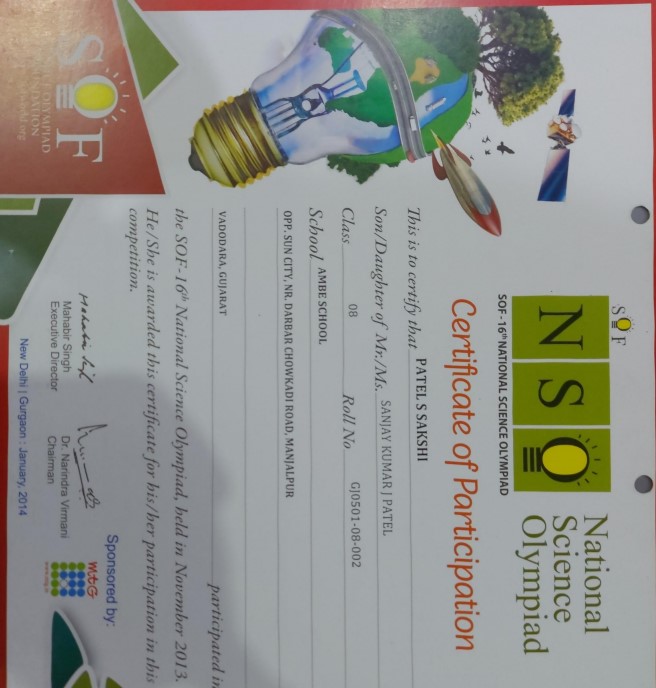 SOF
NSO
National
Science
Olympiad
SOF- 16th NATIONAL SCIENCE OLYMPIAD
Certificate of Participation
This is to certify that PATEL S SAKSHI
Son/Daughter of Mr./Ms. SANJAY KUMAR J PATEL
Class 08 Roll No GJ0501-08-002
School AMBE SCHOOL
OPP. SUN CITY, NR. DARBAR CHOWKADI ROAD, MANJALPUR
VADODARA, GUJARAT
participated in
the SOF-16th National Science Olympiad, held in November 2013.
He/She is awarded this certificate for his/her participation in this
competition.
Mahabir Singh
Executive Director
Dr. Narindra Virmani
Chairman
Sponsored by:
MtG
New Delhi | Gurgaon : January, 2014
SOF
OLYMPIAD